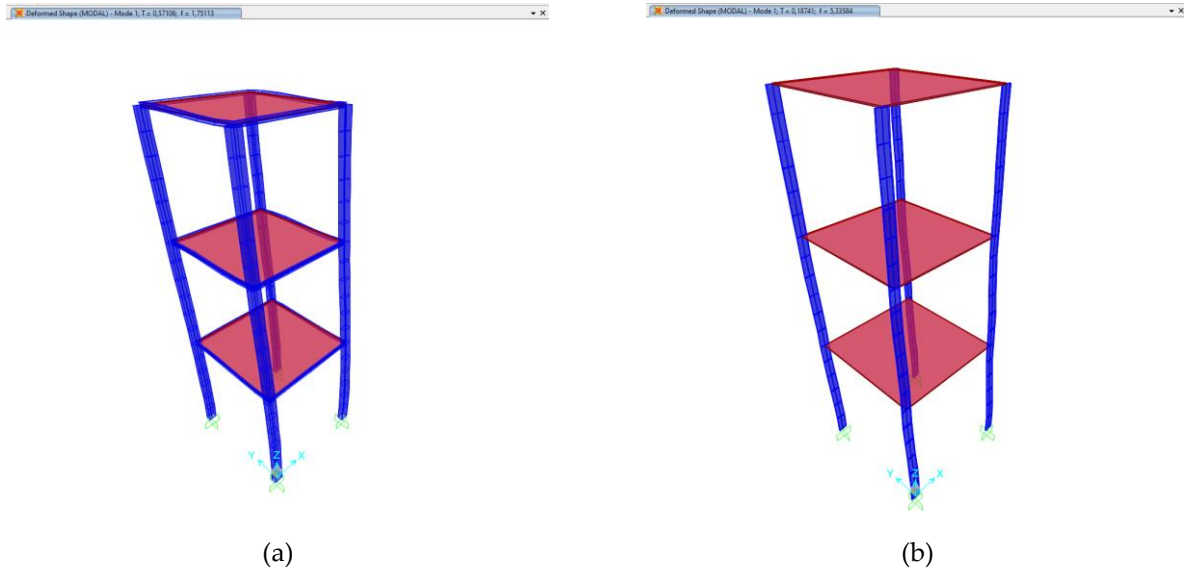 Deformed Shape (MODAL) - Mode 1; T = 0,57106; f = 1,75113
Deformed Shape (MODAL) - Mode 1; T = 0,18741; f = 5,33584
Y Z X
Y Z X
(a)
(b)